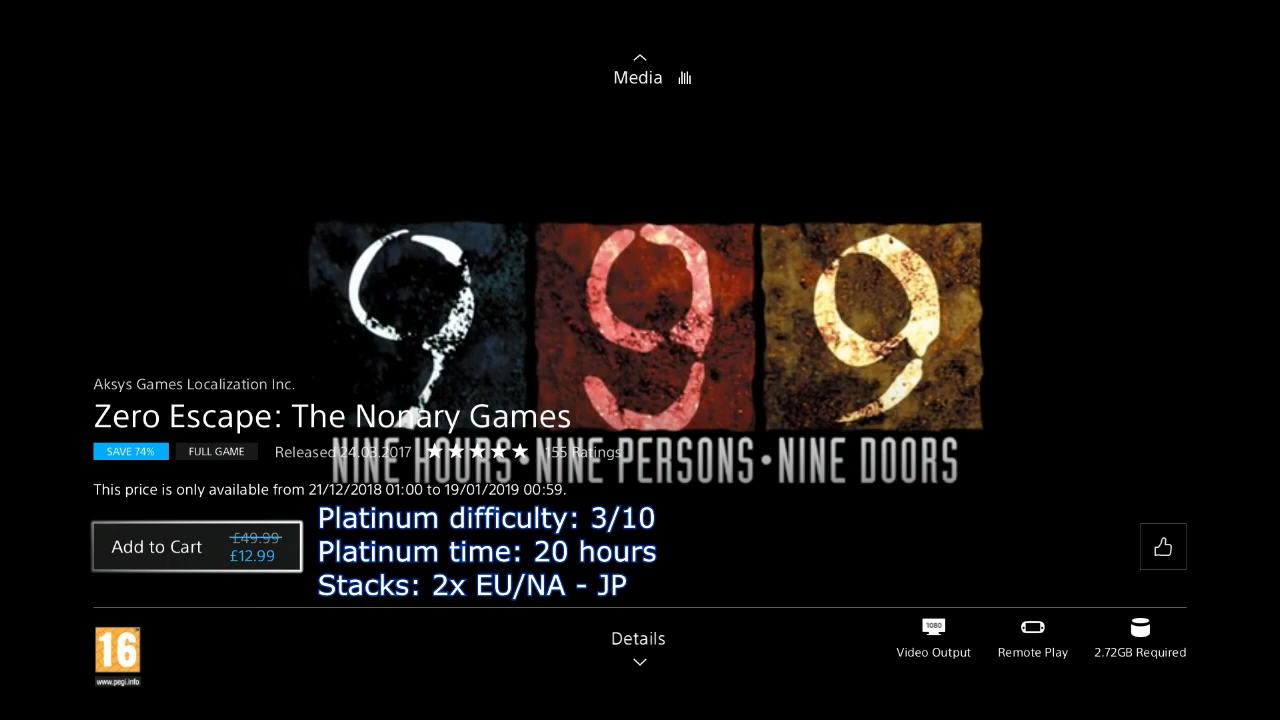 Media
999
Aksys Games Localization Inc.
Zero Escape: The Nonary Games
SAVE 74% FULL GAME Released 24.03.2017 ★★★★★ 155 Ratings
NINE HOURS•NINE PERSONS•NINE DOORS
This price is only available from 21/12/2018 01:00 to 19/01/2019 00:59.
Add to Cart £49.99
£12.99
Platinum difficulty: 3/10
Platinum time: 20 hours
Stacks: 2x EU/NA - JP
16
www.pegi.info
Details
1080
Video Output Remote Play 2.72GB Required